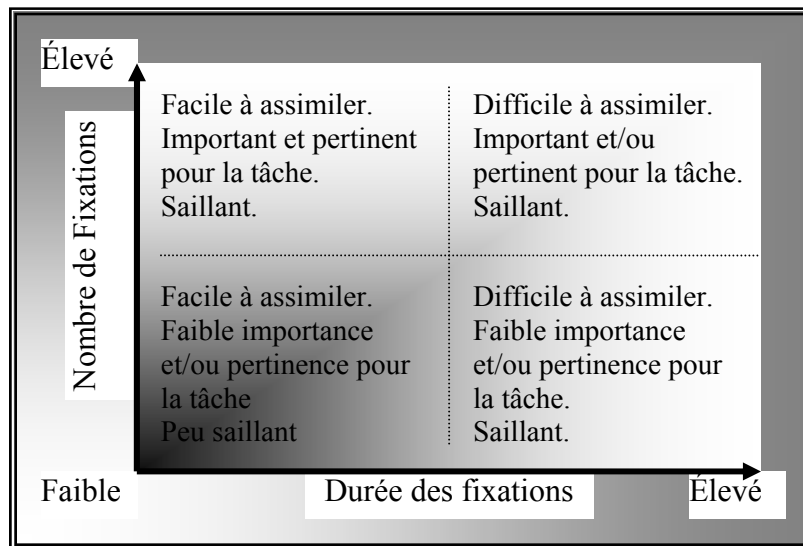 Élevé
Nombre de Fixations
Facile à assimiler.
Important et pertinent
pour la tâche.
Saillant.
Difficile à assimiler.
Important et/ou
pertinent pour la tâche.
Saillant.
Facile à assimiler.
Faible importance
et/ou pertinence pour
la tâche
Peu saillant
Difficile à assimiler.
Faible importance
et/ou pertinence pour
la tâche.
Saillant.
Faible
Durée des fixations
Élevé